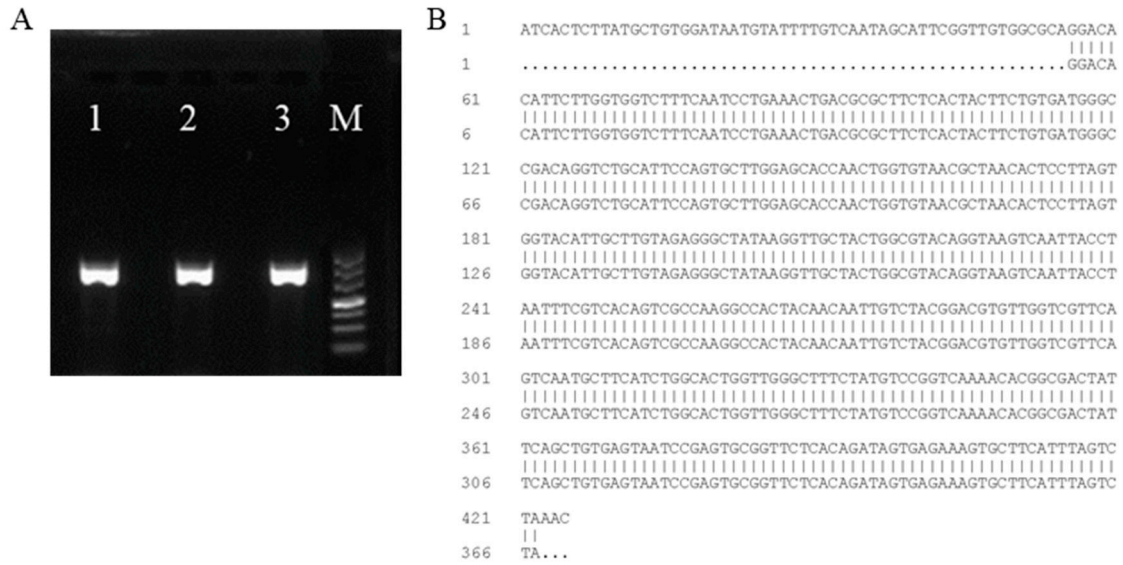 A
1 2 3 M
B
1 ATCACTCTTATGCTGTGGATAATGTATTTTGTCAATAGCATTCGGTTGTGGCGCAGGACA
1 .......................................................GGACA
61 CATTCTTGGTGGTCTTTCAATCCTGAAACTGACGCGCTTCTCACTACTTCTGTGATGGGC
6 CATTCTTGGTGGTCTTTCAATCCTGAAACTGACGCGCTTCTCACTACTTCTGTGATGGGC
121 CGACAGGTCTGCATTCCAGTGCTTGGAGCACCAACTGGTGTAACGCTAACACTCCTTAGT
66 CGACAGGTCTGCATTCCAGTGCTTGGAGCACCAACTGGTGTAACGCTAACACTCCTTAGT
181 GGTACATTGCTTGTAGAGGGCTATAAGGTTGCTACTGGCGTACAGGTAAGTCAATTACCT
126 GGTACATTGCTTGTAGAGGGCTATAAGGTTGCTACTGGCGTACAGGTAAGTCAATTACCT
241 AATTTCGTCACAGTCGCCAAGGCCACTACAACAATTGTCTACGGACGTGTTGGTCGTTCA
186 AATTTCGTCACAGTCGCCAAGGCCACTACAACAATTGTCTACGGACGTGTTGGTCGTTCA
301 GTCAATGCTTCATCTGGCACTGGTTGGGCTTTCTATGTCCGGTCAAAACACGGCGACTAT
246 GTCAATGCTTCATCTGGCACTGGTTGGGCTTTCTATGTCCGGTCAAAACACGGCGACTAT
361 TCAGCTGTGAGTAATCCGAGTGCGGTTCTCACAGATAGTGAGAAAGTGCTTCATTTAGTC
306 TCAGCTGTGAGTAATCCGAGTGCGGTTCTCACAGATAGTGAGAAAGTGCTTCATTTAGTC
421 TAAAC
366 TA...